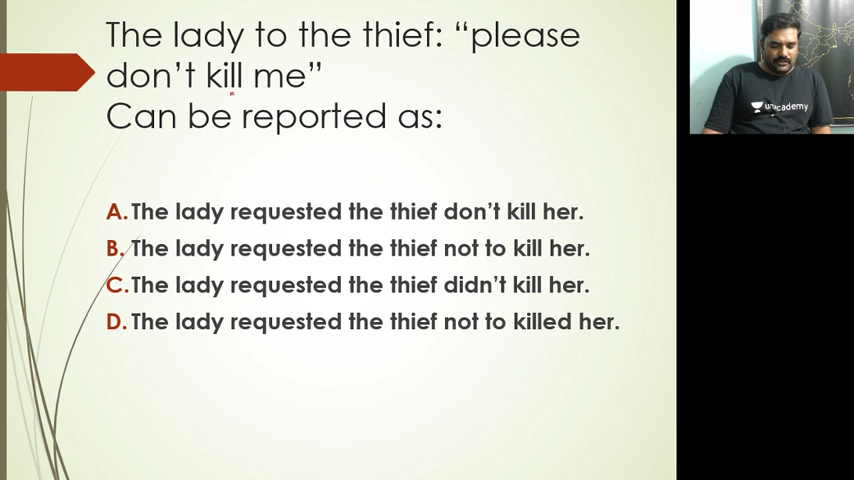 The lady to the thief: “please
don’t kill me”
Can be reported as:
A. The lady requested the thief don’t kill her.
B. The lady requested the thief not to kill her.
C. The lady requested the thief didn’t kill her.
D. The lady requested the thief not to killed her.
unacademy